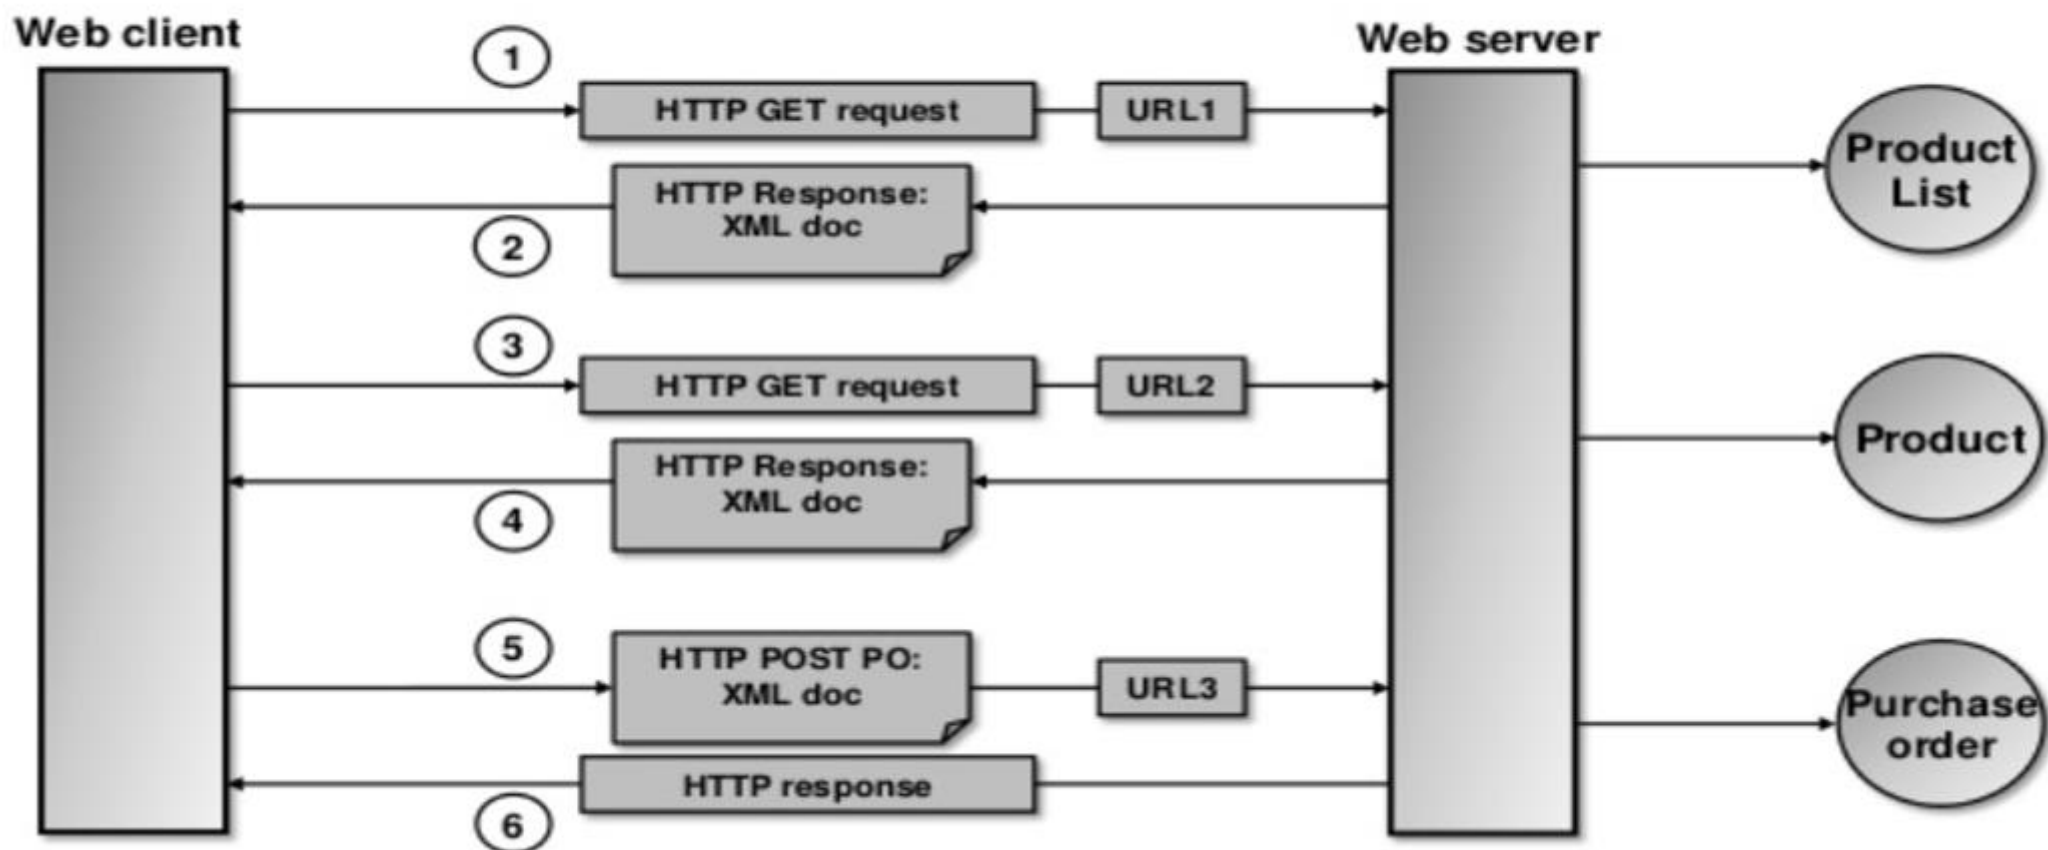 Web client
Web server
1
HTTP GET request
URL1
Product
List
HTTP Response:
XML doc
2
3
HTTP GET request
URL2
Product
HTTP Response:
XML doc
4
5
HTTP POST PO:
XML doc
URL3
Purchase
order
HTTP response
6